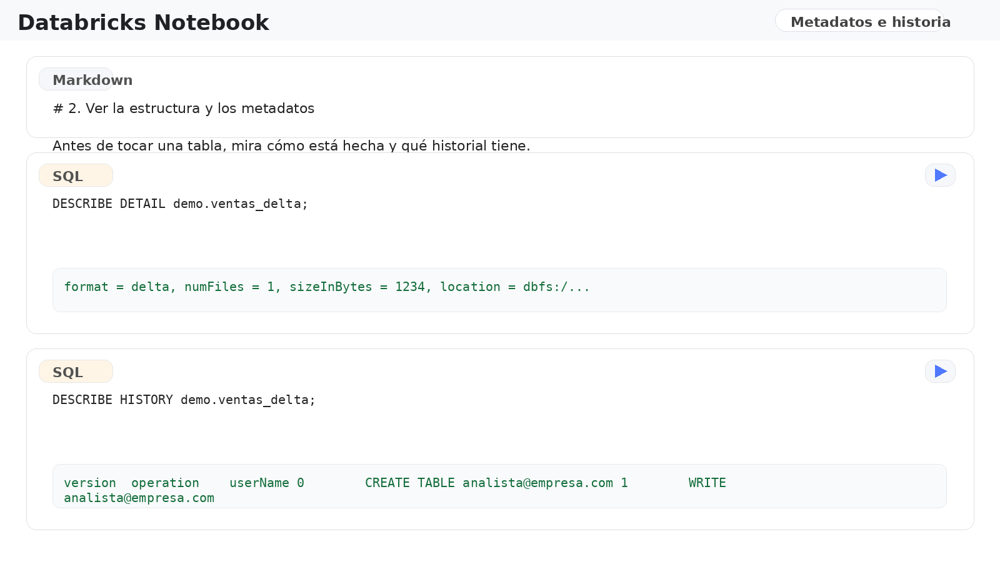 Databricks Notebook
Metadatos e historia
Markdown
# 2. Ver la estructura y los metadatos
Antes de tocar una tabla, mira cómo está hecha y qué historial tiene.
SQL
DESCRIBE DETAIL demo.ventas_delta;
format = delta, numFiles = 1, sizeInBytes = 1234, location = dbfs:/...
SQL
DESCRIBE HISTORY demo.ventas_delta;
version  operation    userName 0        CREATE TABLE analista@empresa.com 1        WRITE
analista@empresa.com